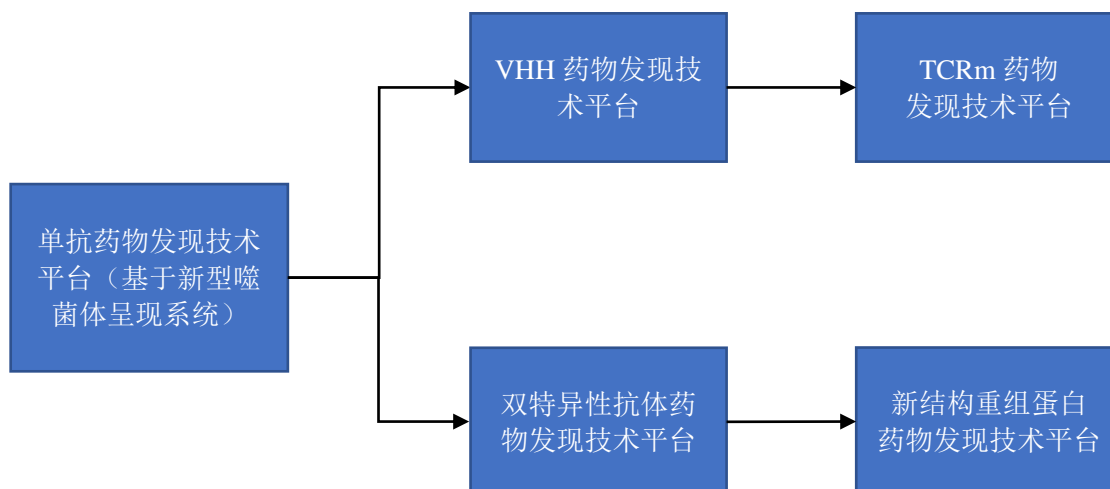 VHH 药物发现技
术平台
TCRm 药物
发现技术平台
单抗药物发现技术
平台（基于新型噬
菌体呈现系统）
双特异性抗体药
物发现技术平台
新结构重组蛋白
药物发现技术平台